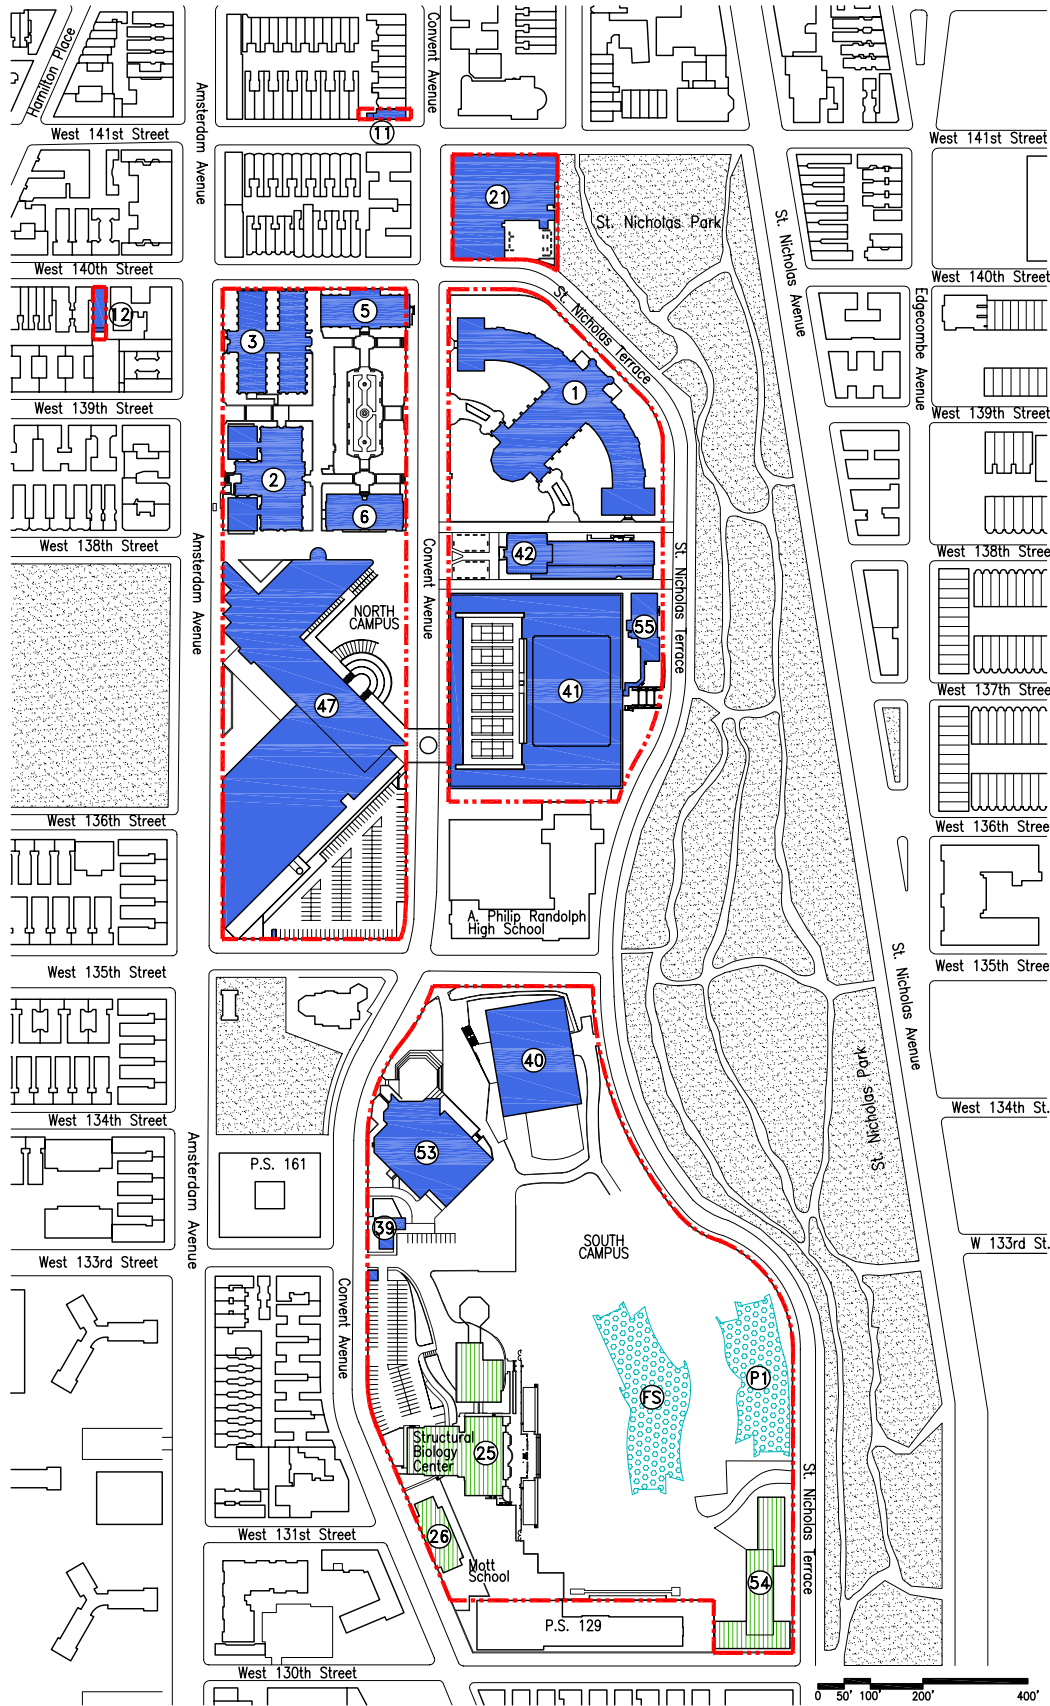 Hamilton Place
Convent Avenue
Amsterdam Avenue
11
West 141st Street
West 141st Street
21
St. Nicholas Park
St. Nicholas Avenue
West 140th Street
West 140th Street
12
5
3
St. Nicholas Terrace
Edgecombe Avenue
1
West 139th Street
West 139th Street
2
6
West 138th Street
West 138th Stree
Amsterdam Avenue
Convent Avenue
42
St. Nicholas Terrace
NORTH
CAMPUS
55
47
41
West 137th Stree
West 136th Street
West 136th Stree
A. Philip Randolph
High School
West 135th Street
West 135th Stree
St. Nicholas Avenue
40
St. Nicholas Park
West 134th Street
West 134th St.
53
P.S. 161
Amsterdam Avenue
39
SOUTH
CAMPUS
West 133rd Street
W 133rd St.
Convent Avenue
FS
P1
Structural
Biology
Center
25
St. Nicholas Terrace
26
West 131st Street
Mott
School
54
P.S. 129
West 130th Street
0 50' 100' 200' 400'